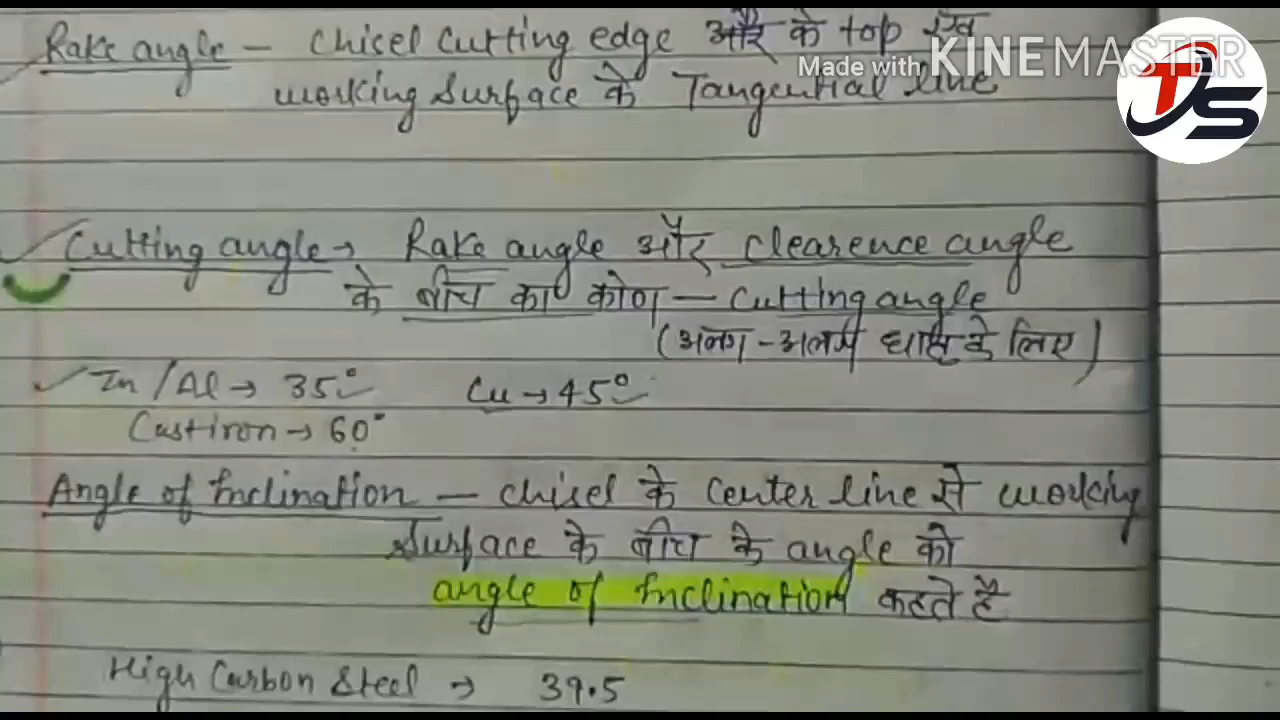 Rake angle – Chisel Cutting edge और के top एंव
working Surface के Tangential line
Made with KINEMASTER
TJS
Cutting angle → Rake angle और Clearence angle
के बीच का कोण – Cutting angle
(अलग-अलग धातु के लिए)
Zn/Al → 35°
Cu → 45°
Cast iron → 60°
Angle of Inclination – Chisel के Center line से working
Surface के बीच के angle को
angle of Inclination कहते है
High Carbon Steel → 39.5